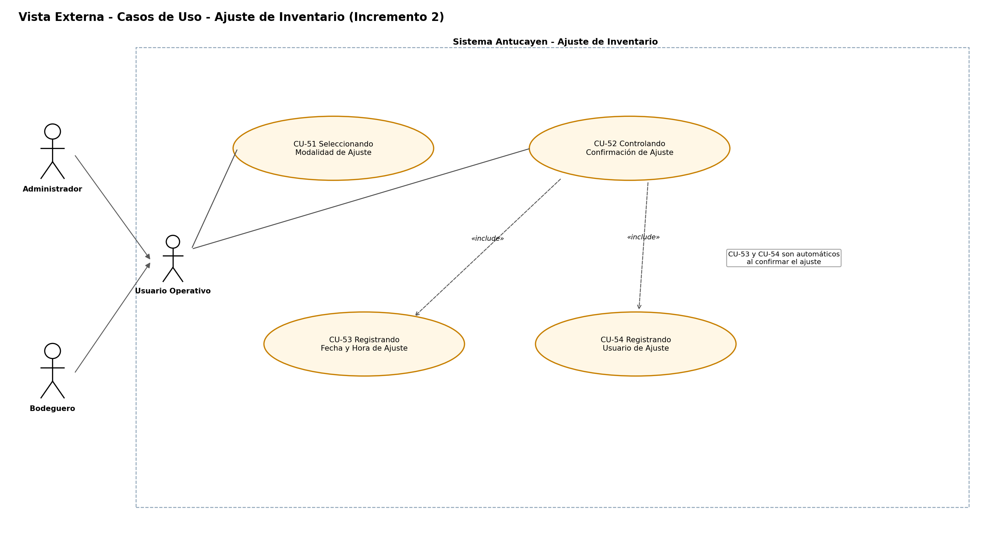 Vista Externa - Casos de Uso - Ajuste de Inventario (Incremento 2)
Sistema Antucayen - Ajuste de Inventario
CU-51 Seleccionando
Modalidad de Ajuste
CU-52 Controlando
Confirmación de Ajuste
Administrador
«include»
«include»
CU-53 y CU-54 son automáticos
al confirmar el ajuste
Usuario Operativo
CU-53 Registrando
Fecha y Hora de Ajuste
CU-54 Registrando
Usuario de Ajuste
Bodeguero